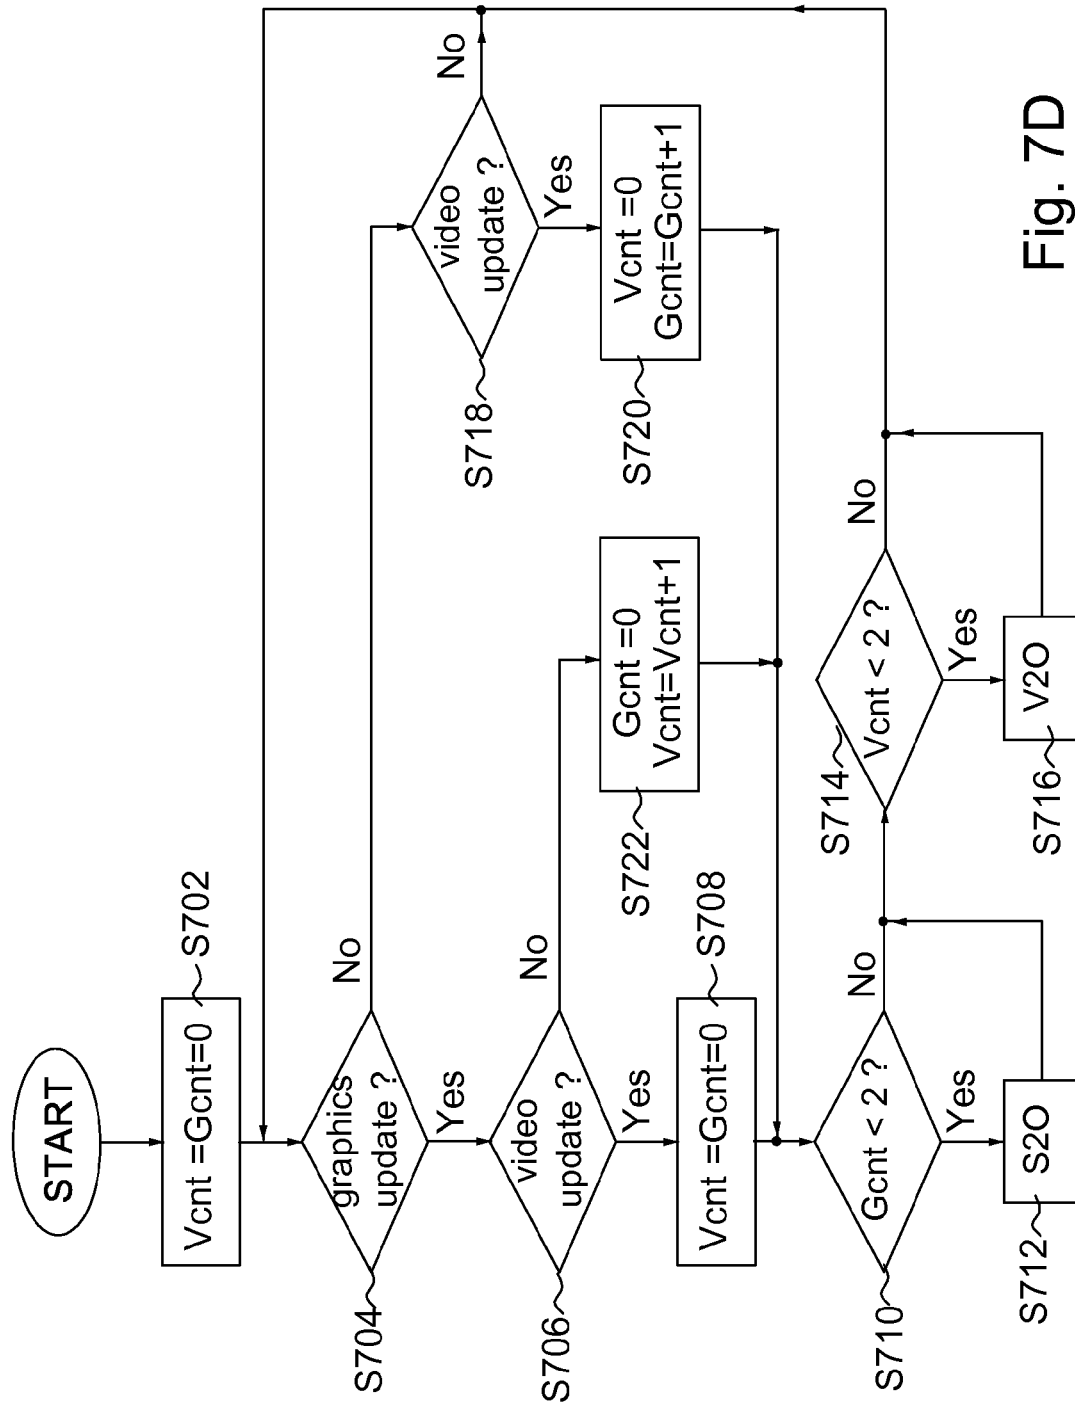 START
Vcnt =Gcnt=0
S702
graphics
update ?
S704
No
Yes
video
update ?
S706
No
Yes
Vcnt =Gcnt=0
S708
Gcnt < 2 ?
S710
No
Yes
S2O
S712
Vcnt < 2 ?
S714
No
Yes
V2O
S716
video
update ?
S718
No
Yes
Vcnt =0
Gcnt=Gcnt+1
S720
Gcnt =0
Vcnt=Vcnt+1
S722
Fig. 7D